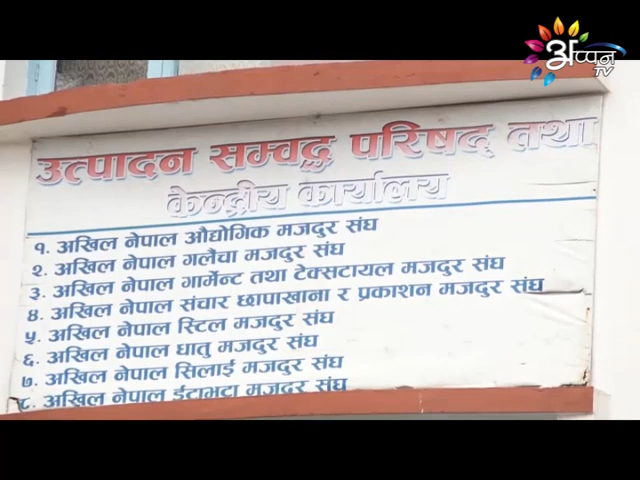 अप्पन
TV
उत्पादन सम्वद्ध परिषद तथा
केन्द्रीय कार्यालय
१. अखिल नेपाल औद्योगिक मजदुर संघ
२. अखिल नेपाल गलैंचा मजदुर संघ
३. अखिल नेपाल गार्मेन्ट तथा टेक्सटायल मजदुर संघ
४. अखिल नेपाल संचार छापाखाना र प्रकाशन मजदुर संघ
५. अखिल नेपाल स्टिल मजदुर संघ
६. अखिल नेपाल धातु मजदुर संघ
७. अखिल नेपाल सिलाई मजदुर संघ
८. अखिल नेपाल ईटाभटा मजदुर संघ